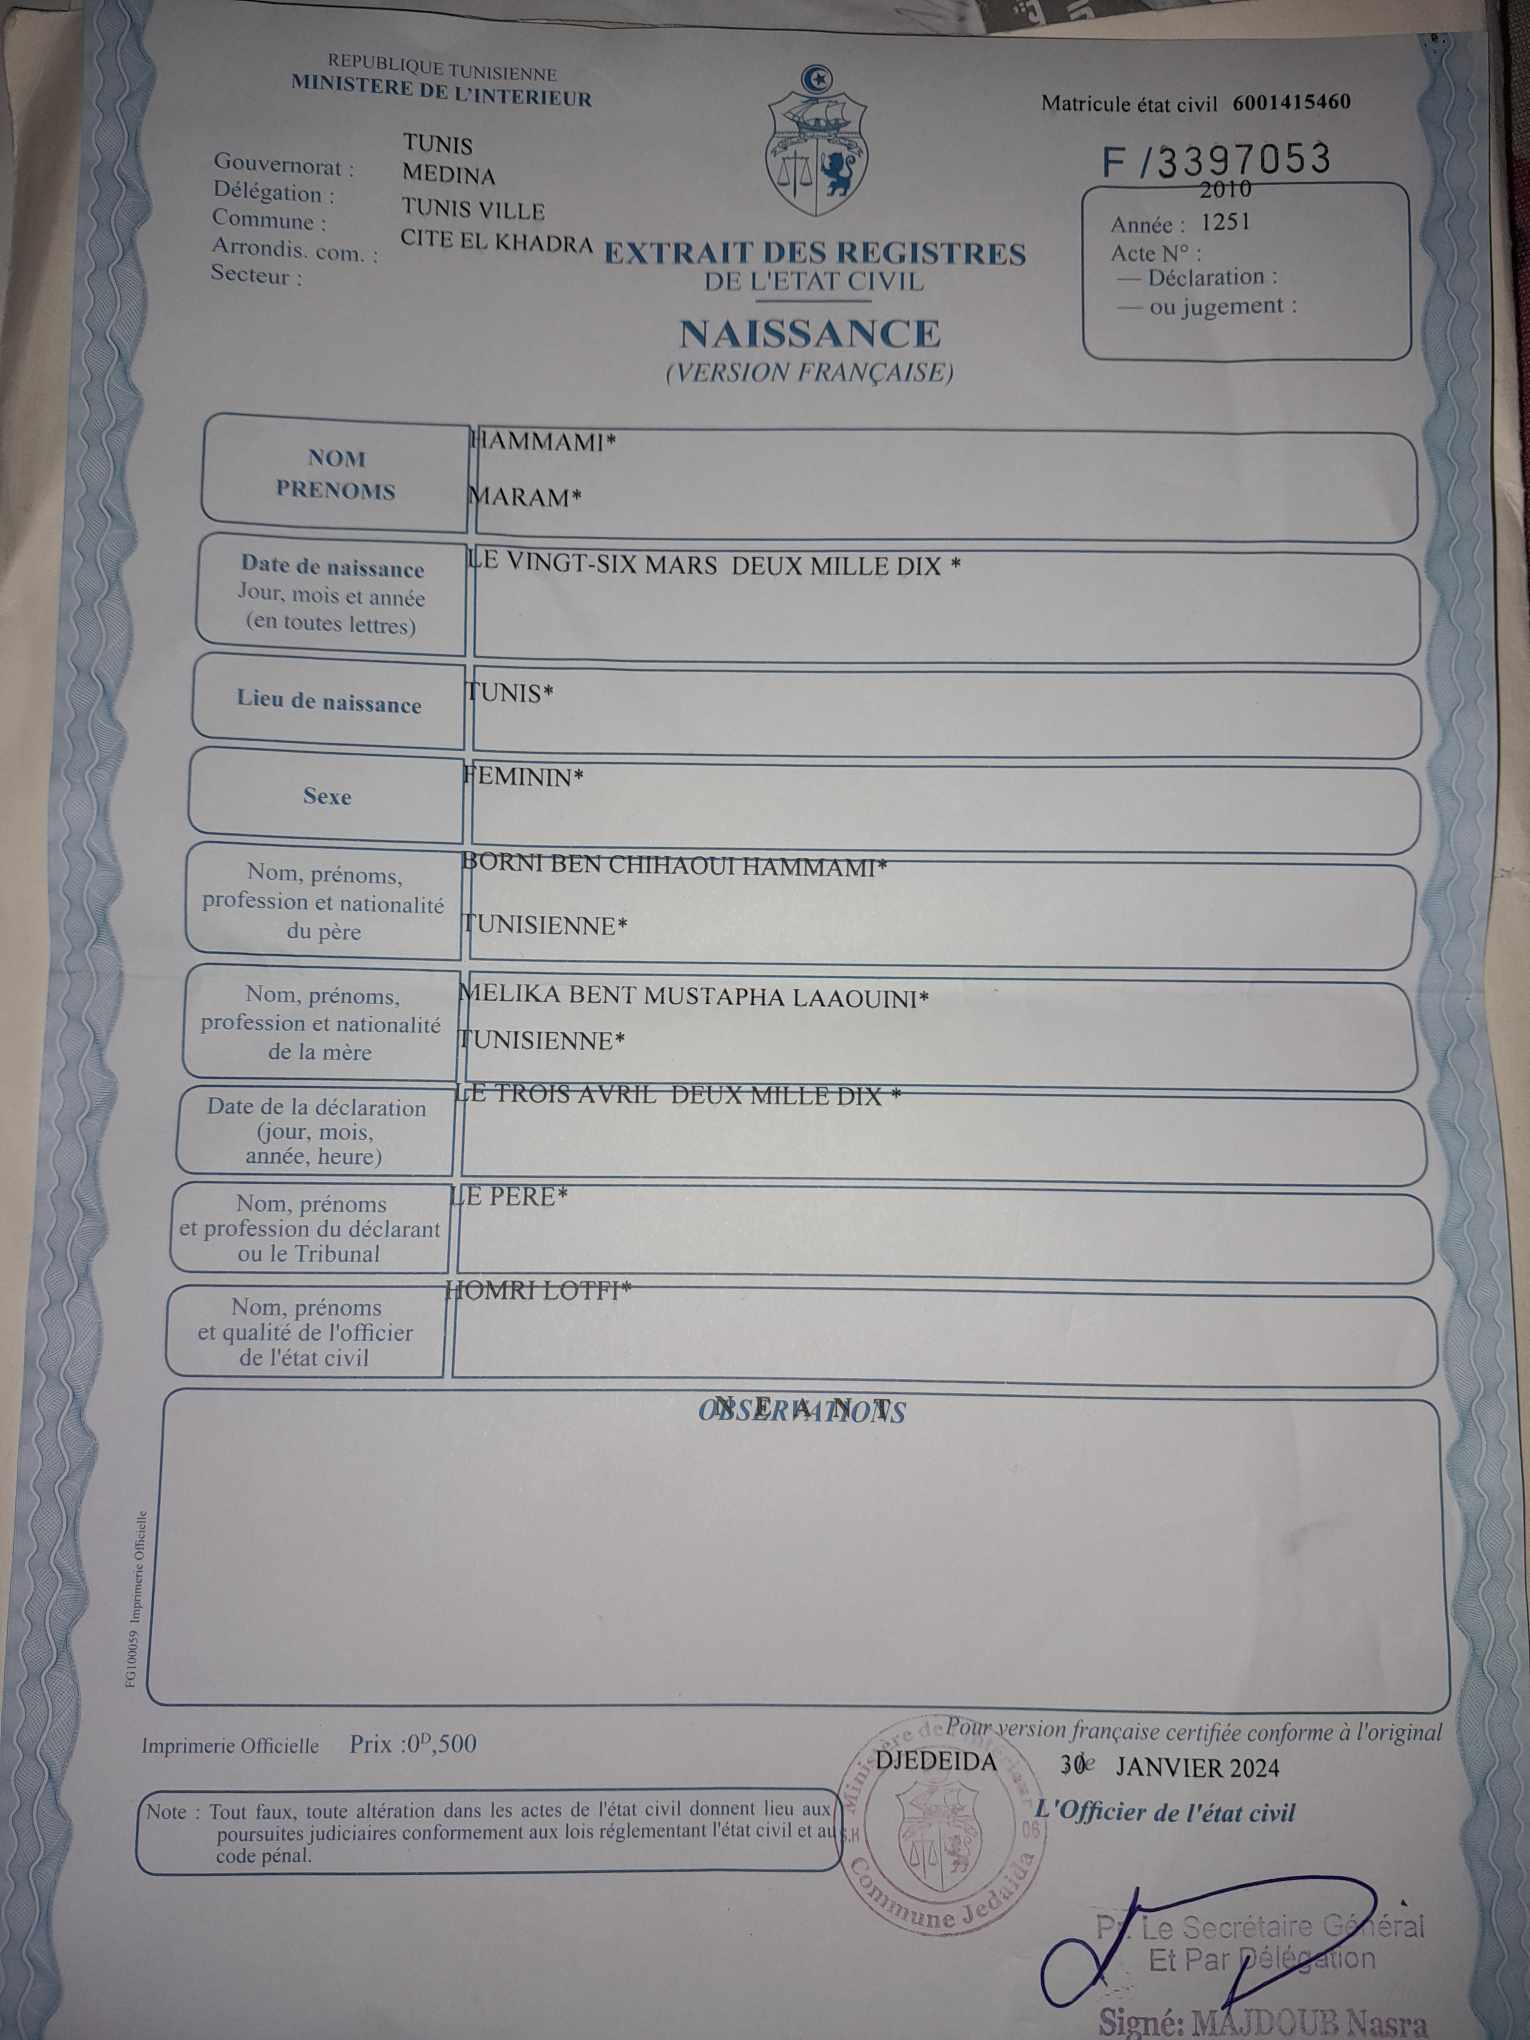 REPUBLIQUE TUNISIENNE
MINISTERE DE L'INTERIEUR
Gouvernorat : TUNIS
Délégation : MEDINA
Commune : TUNIS VILLE
Arrondis. com. : CITE EL KHADRA
Secteur :
Matricule état civil 6001415460
F /3397053
2010
Année : 1251
Acte N° :
— Déclaration :
— ou jugement :
EXTRAIT DES REGISTRES
DE L'ETAT CIVIL
NAISSANCE
(VERSION FRANÇAISE)
NOM
PRENOMS
HAMMAMI*
MARAM*
Date de naissance
Jour, mois et année
(en toutes lettres)
LE VINGT-SIX MARS DEUX MILLE DIX *
Lieu de naissance
TUNIS*
Sexe
FEMININ*
Nom, prénoms,
profession et nationalité
du père
BORNI BEN CHIHAOUI HAMMAMI*
TUNISIENNE*
Nom, prénoms,
profession et nationalité
de la mère
MELIKA BENT MUSTAPHA LAAOUINI*
TUNISIENNE*
Date de la déclaration
(jour, mois,
année, heure)
LE TROIS AVRIL DEUX MILLE DIX *
Nom, prénoms
et profession du déclarant
ou le Tribunal
LE PERE*
Nom, prénoms
et qualité de l'officier
de l'état civil
HOMRI LOTFI*
OBSERVATIONS
N E A N T
FG100059 Imprimerie Officielle
Imprimerie Officielle Prix :0ᴰ,500
Pour version française certifiée conforme à l'original
DJEDEIDA le 30 JANVIER 2024
L'Officier de l'état civil
Note : Tout faux, toute altération dans les actes de l'état civil donnent lieu aux
poursuites judiciaires conformement aux lois réglementant l'état civil et au
code pénal.
Ministère de l'Interieur
S.H
06
Commune Jedaida
Pr. Le Secrétaire Général
Et Par Délégation
Signé: MAJDOUB Nasra